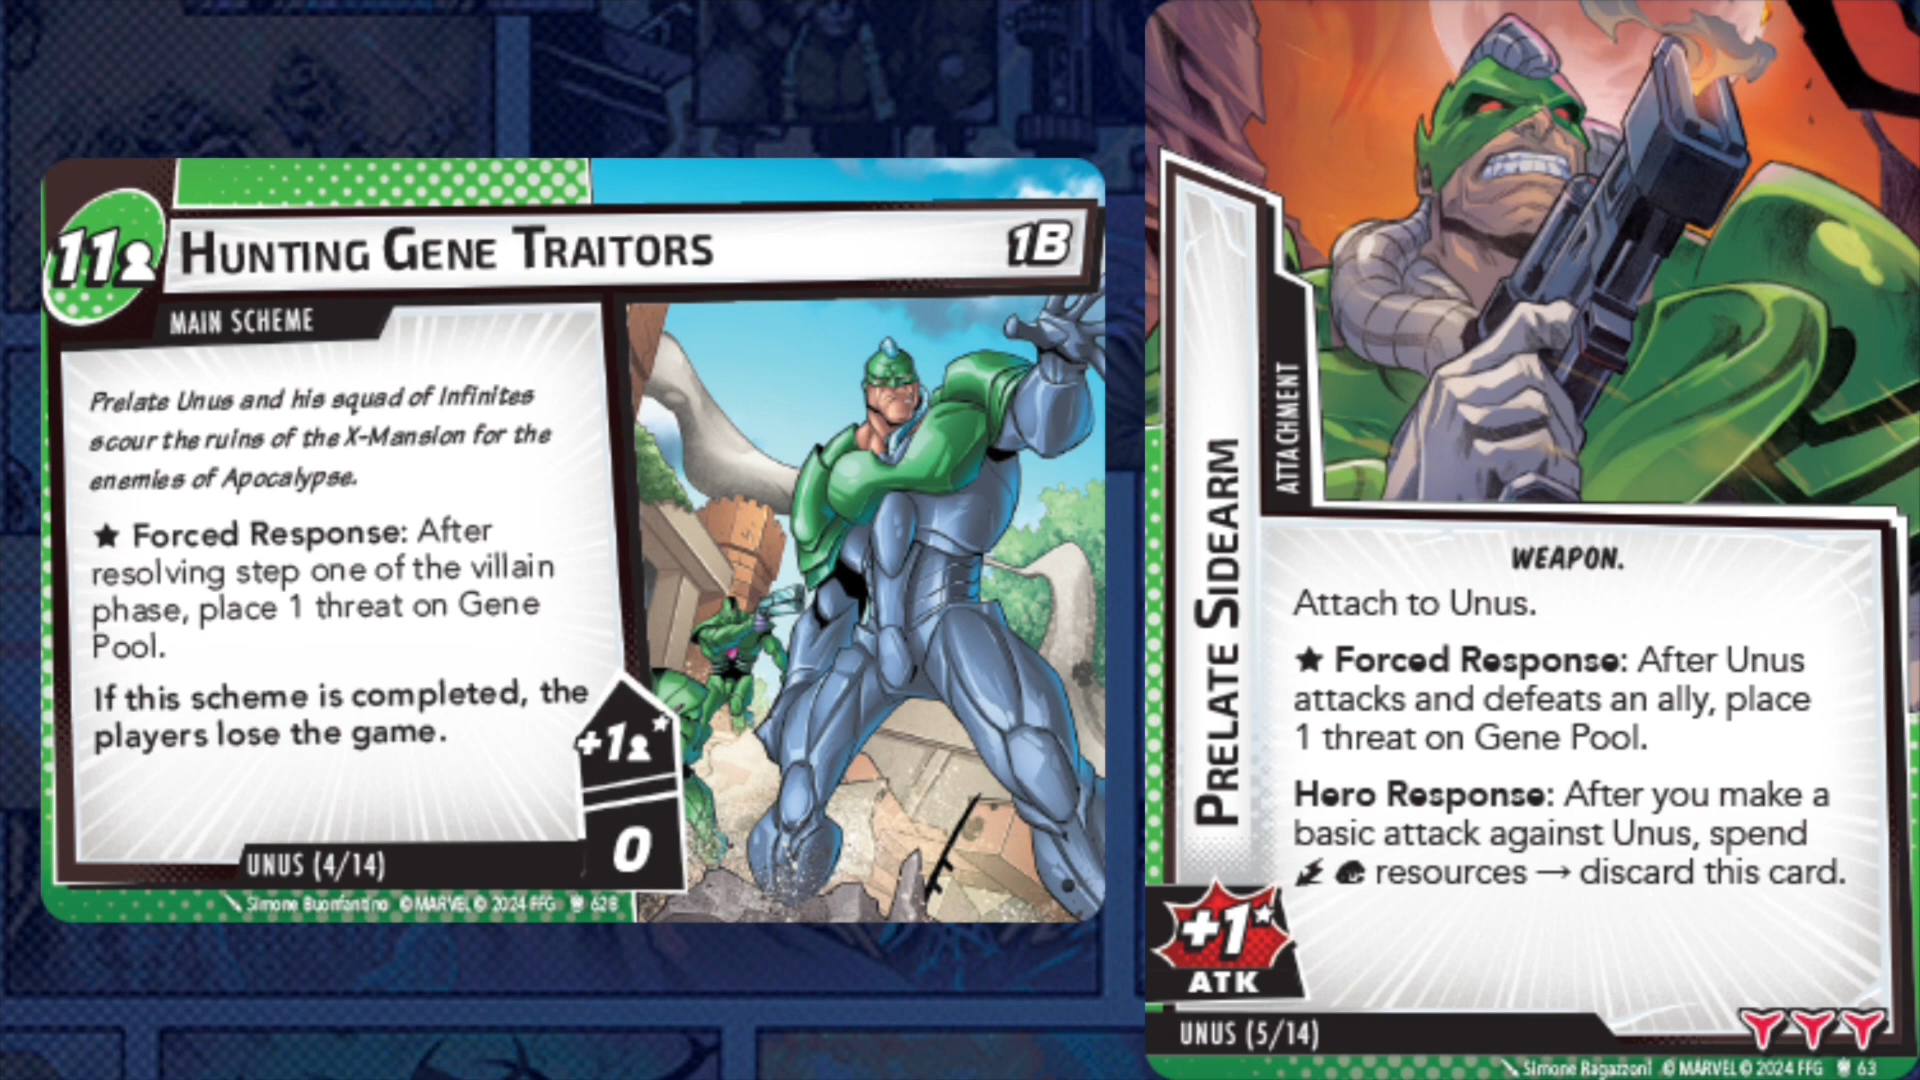 11
HUNTING GENE TRAITORS
1B
MAIN SCHEME
Prelate Unus and his squad of Infinites
scour the ruins of the X-Mansion for the
enemies of Apocalypse.
★ Forced Response: After
resolving step one of the villain
phase, place 1 threat on Gene
Pool.
If this scheme is completed, the
players lose the game.
+1
0
UNUS (4/14)
Simone Buonfantino © MARVEL © 2024 FFG 62B
PRELATE SIDEARM
ATTACHMENT
WEAPON.
Attach to Unus.
★ Forced Response: After Unus
attacks and defeats an ally, place
1 threat on Gene Pool.
Hero Response: After you make a
basic attack against Unus, spend
resources → discard this card.
+1
ATK
UNUS (5/14)
Simone Ragazzoni © MARVEL © 2024 FFG 63